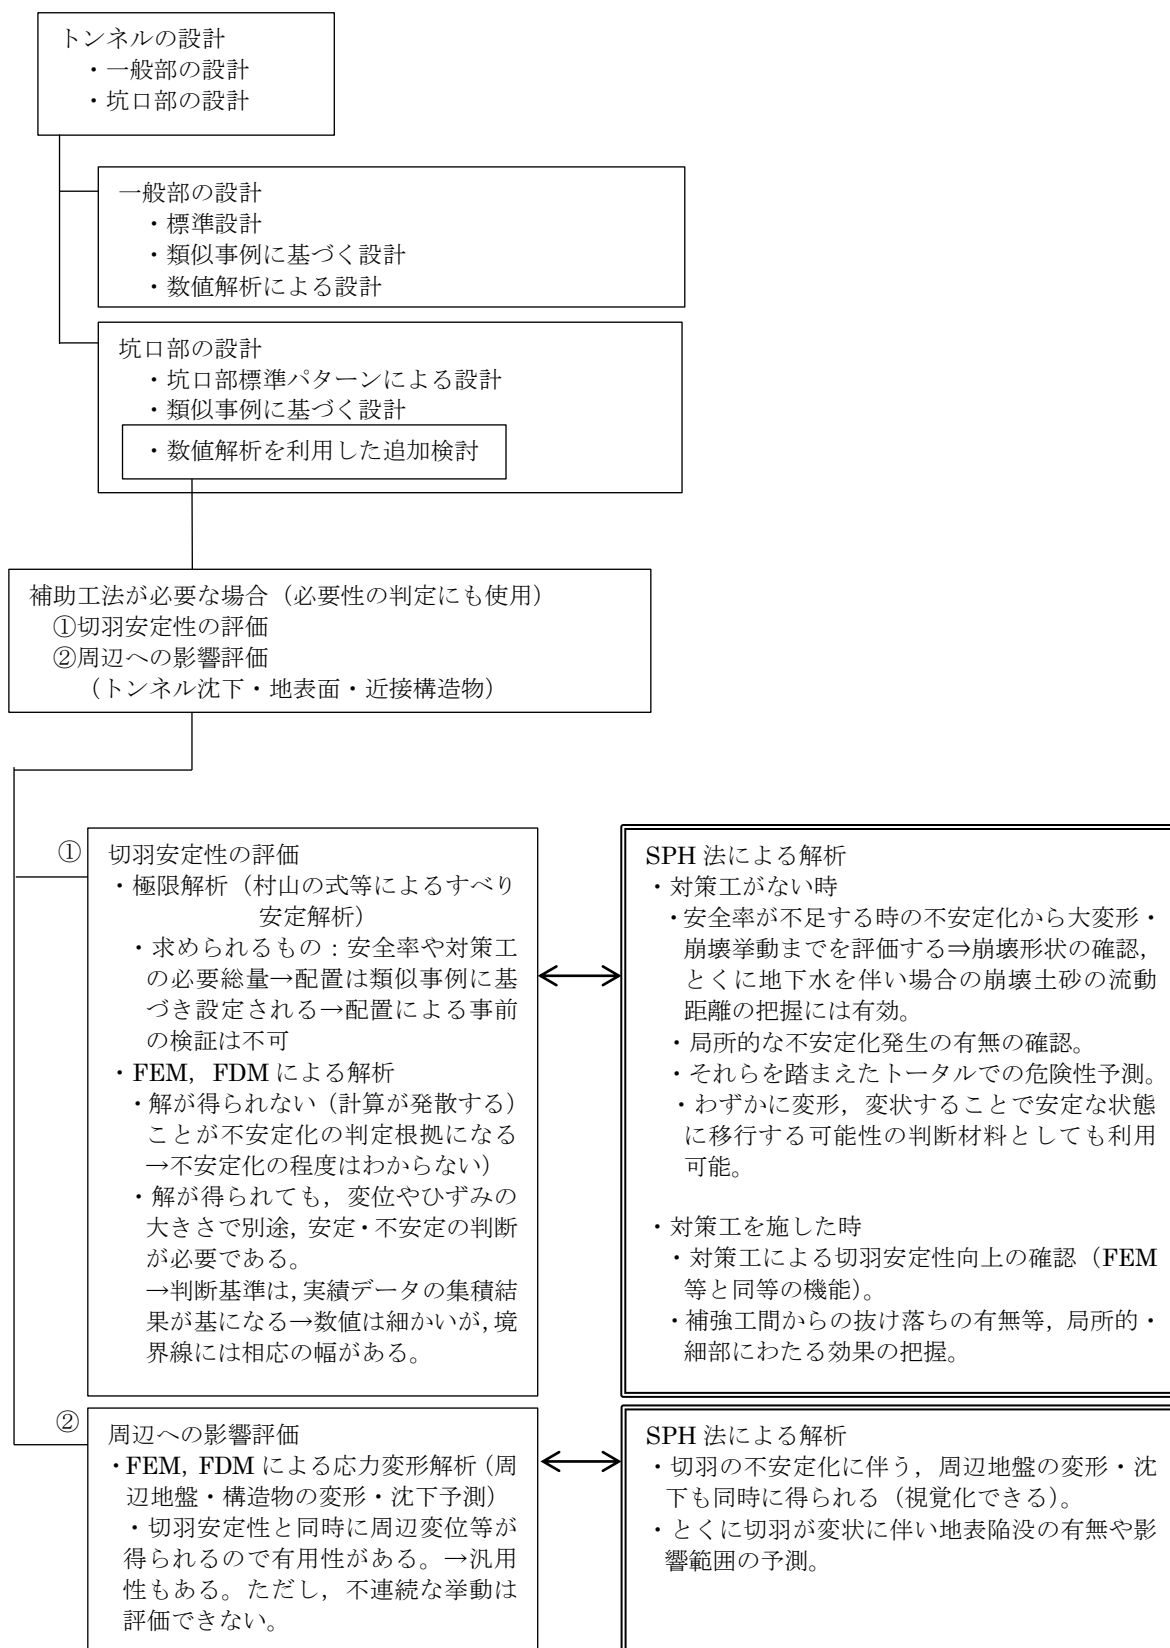 トンネルの設計
・一般部の設計
・坑口部の設計
一般部の設計
・標準設計
・類似事例に基づく設計
・数値解析による設計
坑口部の設計
・坑口部標準パターンによる設計
・類似事例に基づく設計
・数値解析を利用した追加検討
補助工法が必要な場合（必要性の判定にも使用）
①切羽安定性の評価
②周辺への影響評価
（トンネル沈下・地表面・近接構造物）
①
切羽安定性の評価
・極限解析（村山の式等によるすべり
安定解析）
・求められるもの：安全率や対策工
の必要総量→配置は類似事例に基
づき設定される→配置による事前
の検証は不可
・FEM，FDM による解析
・解が得られない（計算が発散する）
ことが不安定化の判定根拠になる
→不安定化の程度はわからない）
・解が得られても，変位やひずみの
大きさで別途，安定・不安定の判断
が必要である。
→判断基準は，実績データの集積結
果が基になる→数値は細かいが，境
界線には相応の幅がある。
SPH 法による解析
・対策工がない時
・安全率が不足する時の不安定化から大変形・
崩壊挙動までを評価する⇒崩壊形状の確認，
とくに地下水を伴い場合の崩壊土砂の流動
距離の把握には有効。
・局所的な不安定化発生の有無の確認。
・それらを踏まえたトータルでの危険性予測。
・わずかに変形，変状することで安定な状態
に移行する可能性の判断材料としても利用
可能。
・対策工を施した時
・対策工による切羽安定性向上の確認（FEM
等と同等の機能）。
・補強工間からの抜け落ちの有無等，局所的・
細部にわたる効果の把握。
②
周辺への影響評価
・FEM，FDM による応力変形解析（周
辺地盤・構造物の変形・沈下予測）
・切羽安定性と同時に周辺変位等が
得られるので有用性がある。→汎用
性もある。ただし，不連続な挙動は
評価できない。
SPH 法による解析
・切羽の不安定化に伴う，周辺地盤の変形・沈
下も同時に得られる（視覚化できる）。
・とくに切羽が変状に伴い地表陥没の有無や影
響範囲の予測。